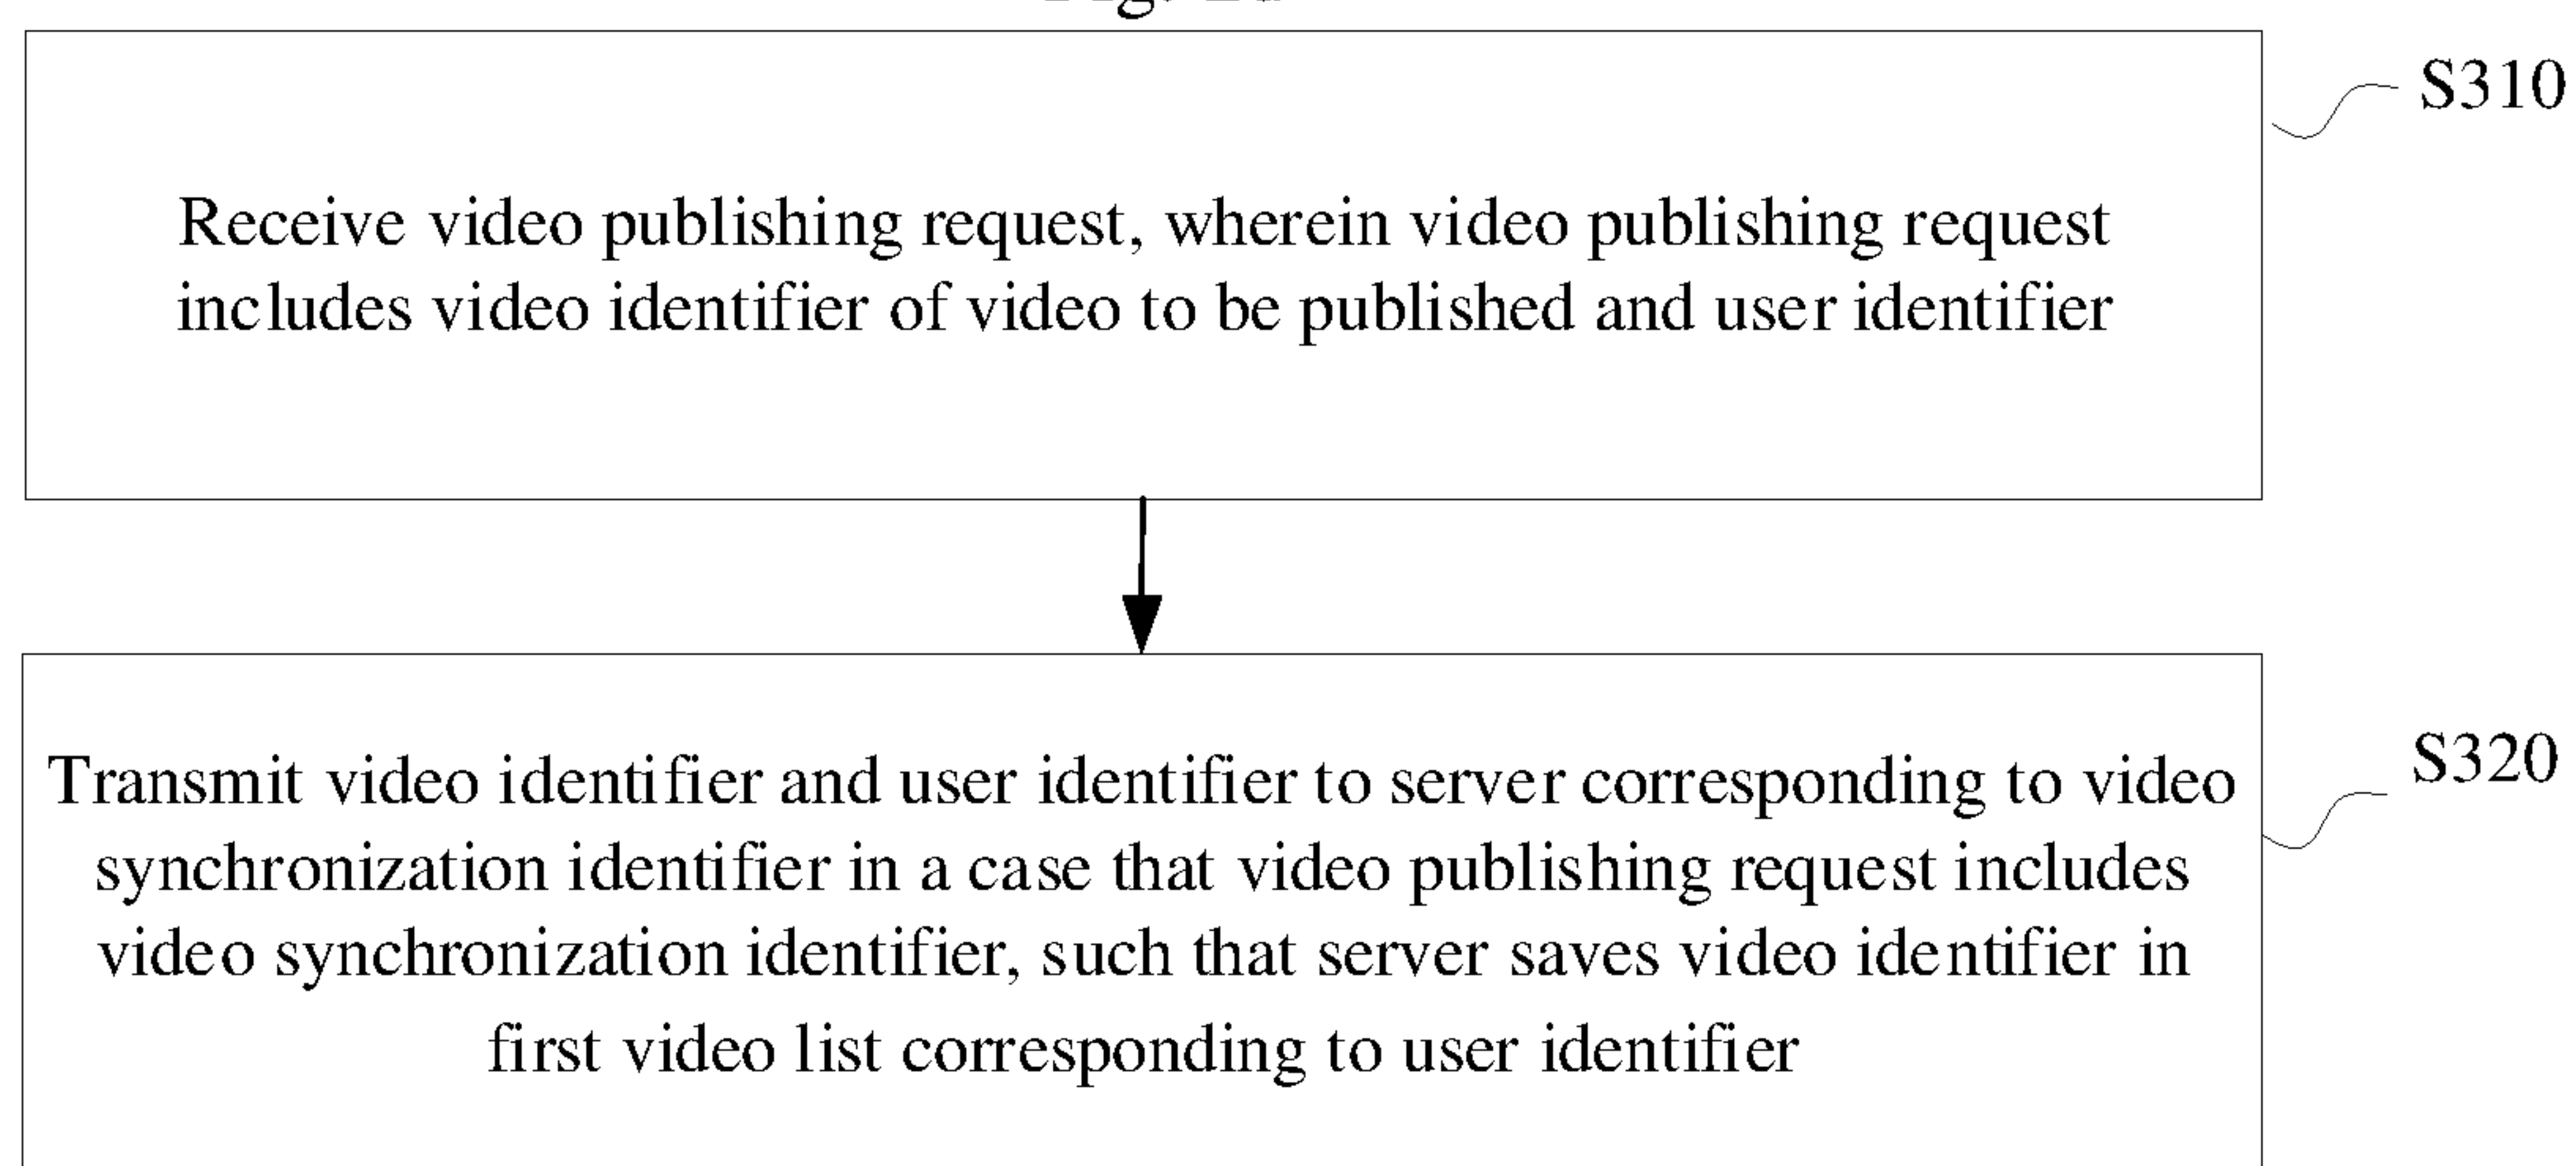 S310
Receive video publishing request, wherein video publishing request
includes video identifier of video to be published and user identifier
S320
Transmit video identifier and user identifier to server corresponding to video
synchronization identifier in a case that video publishing request includes
video synchronization identifier, such that server saves video identifier in
first video list corresponding to user identifier